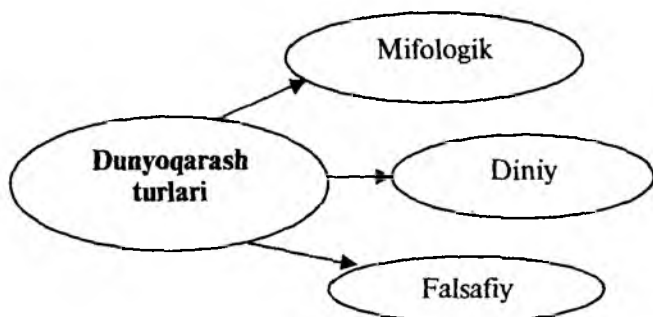 Mifologik
Dunyoqarash
turlari
Diniy
Falsafiy